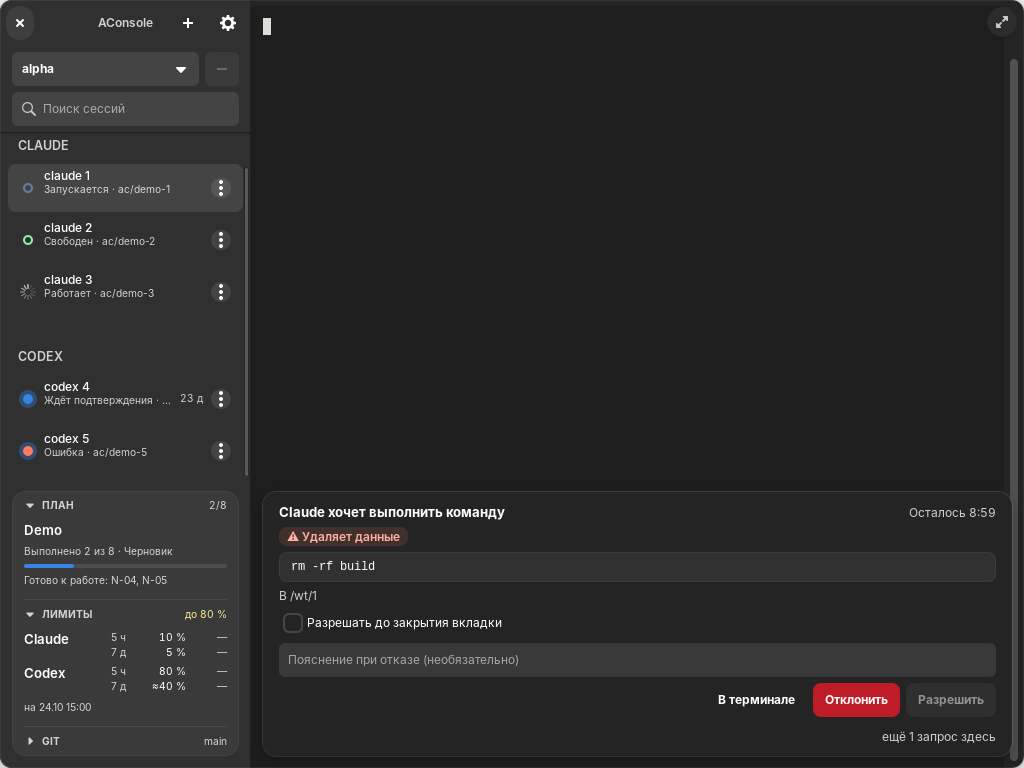 AConsole
alpha
Поиск сессий
CLAUDE
claude 1
Запускается · ac/demo-1
claude 2
Свободен · ac/demo-2
claude 3
Работает · ac/demo-3
CODEX
codex 4
Ждёт подтверждения · ... 23 д
codex 5
Ошибка · ac/demo-5
ПЛАН 2/8
Demo
Выполнено 2 из 8 · Черновик
Готово к работе: N-04, N-05
ЛИМИТЫ до 80 %
Claude 5 ч 10 % —
7 д 5 % —
Codex 5 ч 80 % —
7 д ≈40 % —
на 24.10 15:00
GIT main
Claude хочет выполнить команду Осталось 8:59
Удаляет данные
rm -rf build
В /wt/1
Разрешать до закрытия вкладки
Пояснение при отказе (необязательно)
В терминале Отклонить Разрешить
ещё 1 запрос здесь